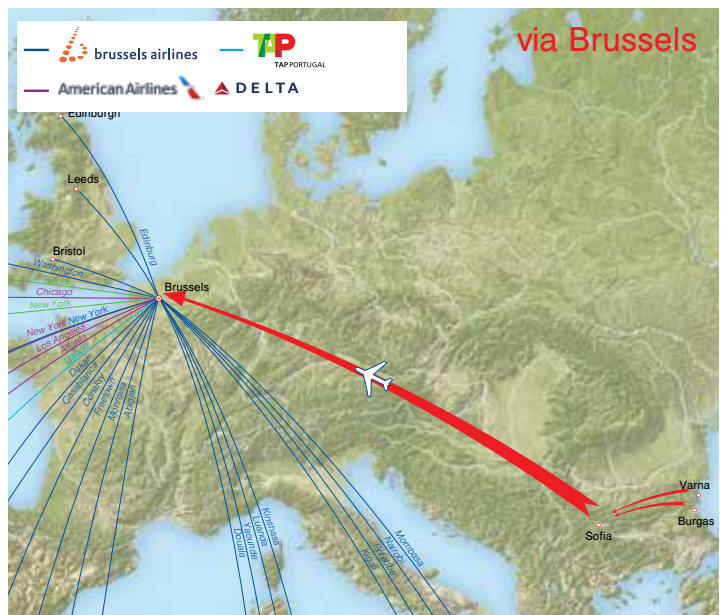 brussels airlines
TAP
TAP PORTUGAL
American Airlines
DELTA
via Brussels
Edinburgh
Leeds
Edinburg
Bristol
Washington
Brussels
Chicago
New York
New York
New York
Los Angeles
Atlanta
Dakar
Casablanca
Conakry
Freetown
Monrovia
Abidjan
Varna
Burgas
Sofia
Kinshasa
Luanda
Yaounde
Douala
Mombasa
Nairobi
Entebbe
Kigali